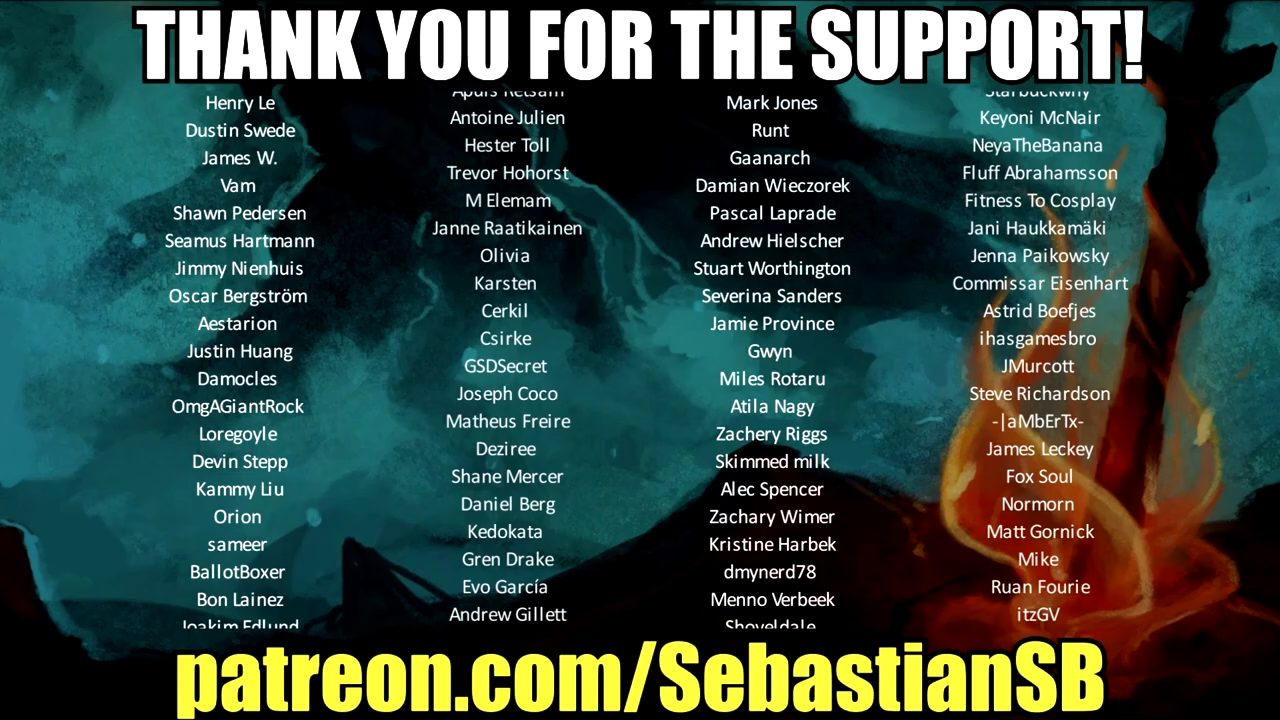 THANK YOU FOR THE SUPPORT!
Henry Le
Dustin Swede
James W.
Vam
Shawn Pedersen
Seamus Hartmann
Jimmy Nienhuis
Oscar Bergström
Aestarion
Justin Huang
Damocles
OmgAGiantRock
Loregoyle
Devin Stepp
Kammy Liu
Orion
sameer
BallotBoxer
Bon Lainez
Joakim Edlund
Antoine Julien
Hester Toll
Trevor Hohorst
M Elemam
Janne Raatikainen
Olivia
Karsten
Cerkil
Csirke
GSDSecret
Joseph Coco
Matheus Freire
Deziree
Shane Mercer
Daniel Berg
Kedokata
Gren Drake
Evo García
Andrew Gillett
Mark Jones
Runt
Gaanarch
Damian Wieczorek
Pascal Laprade
Andrew Hielscher
Stuart Worthington
Severina Sanders
Jamie Province
Gwyn
Miles Rotaru
Atila Nagy
Zachery Riggs
Skimmed milk
Alec Spencer
Zachary Wimer
Kristine Harbek
dmynerd78
Menno Verbeek
Shoveldale
Starbuckwhy
Keyoni McNair
NeyaTheBanana
Fluff Abrahamsson
Fitness To Cosplay
Jani Haukkamäki
Jenna Paikowsky
Commissar Eisenhart
Astrid Boefjes
ihasgamesbro
JMurcott
Steve Richardson
-|aMbErTx-
James Leckey
Fox Soul
Normorn
Matt Gornick
Mike
Ruan Fourie
itzGV
patreon.com/SebastianSB